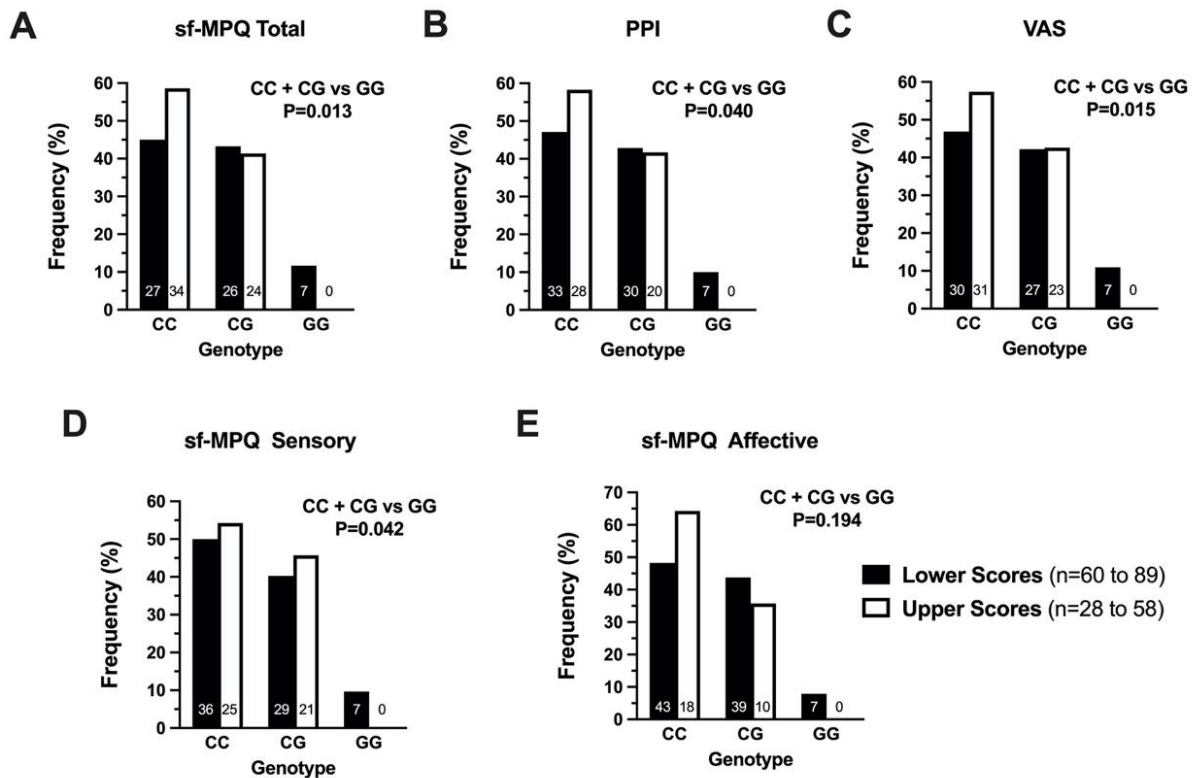 A
sf-MPQ Total
CC + CG vs GG
P=0.013
Frequency (%)
60
50
40
30
20
10
0
27 34 26 24 7 0
CC CG GG
Genotype
B
PPI
CC + CG vs GG
P=0.040
Frequency (%)
60
50
40
30
20
10
0
33 28 30 20 7 0
CC CG GG
Genotype
C
VAS
CC + CG vs GG
P=0.015
Frequency (%)
60
50
40
30
20
10
0
30 31 27 23 7 0
CC CG GG
Genotype
D
sf-MPQ Sensory
CC + CG vs GG
P=0.042
Frequency (%)
60
50
40
30
20
10
0
36 25 29 21 7 0
CC CG GG
Genotype
E
sf-MPQ Affective
CC + CG vs GG
P=0.194
Frequency (%)
70
60
50
40
30
20
10
0
43 18 39 10 7 0
CC CG GG
Genotype
Lower Scores (n=60 to 89)
Upper Scores (n=28 to 58)